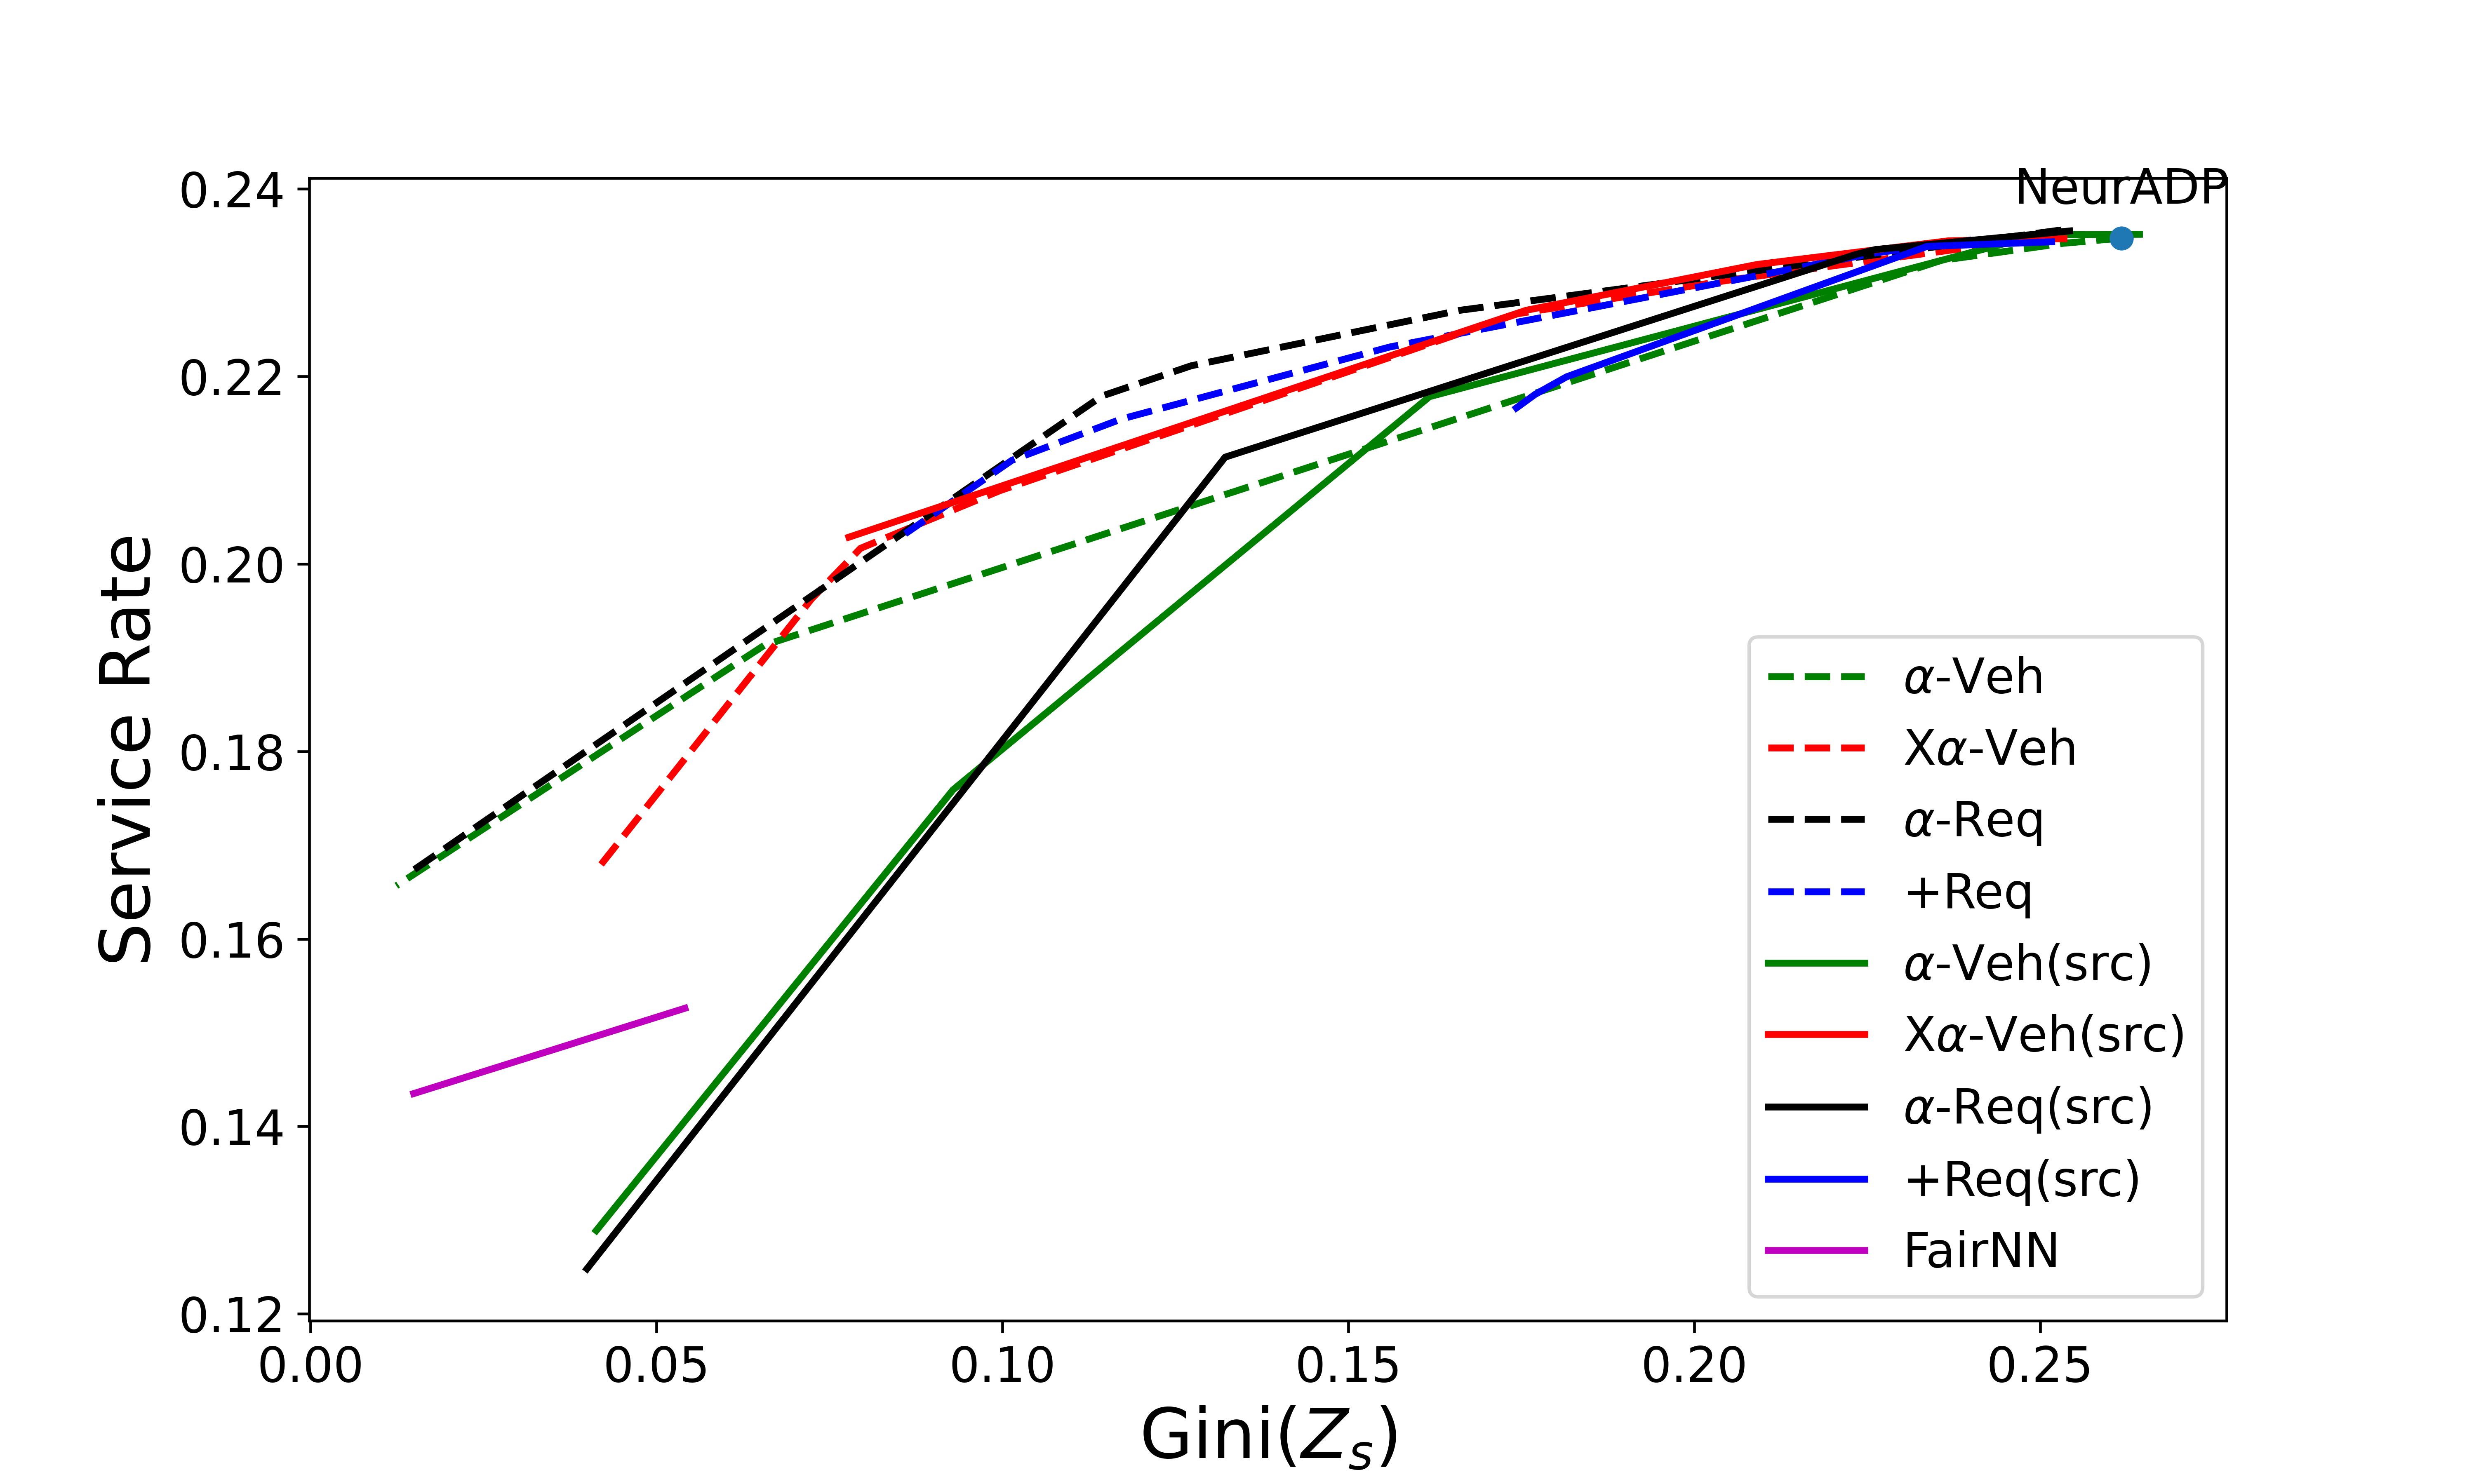 NeurADP
0.24
0.22
0.20
0.18
0.16
0.14
0.12
Service Rate
0.00 0.05 0.10 0.15 0.20 0.25
Gini(Zₛ)
α-Veh
Xα-Veh
α-Req
+Req
α-Veh(src)
Xα-Veh(src)
α-Req(src)
+Req(src)
FairNN